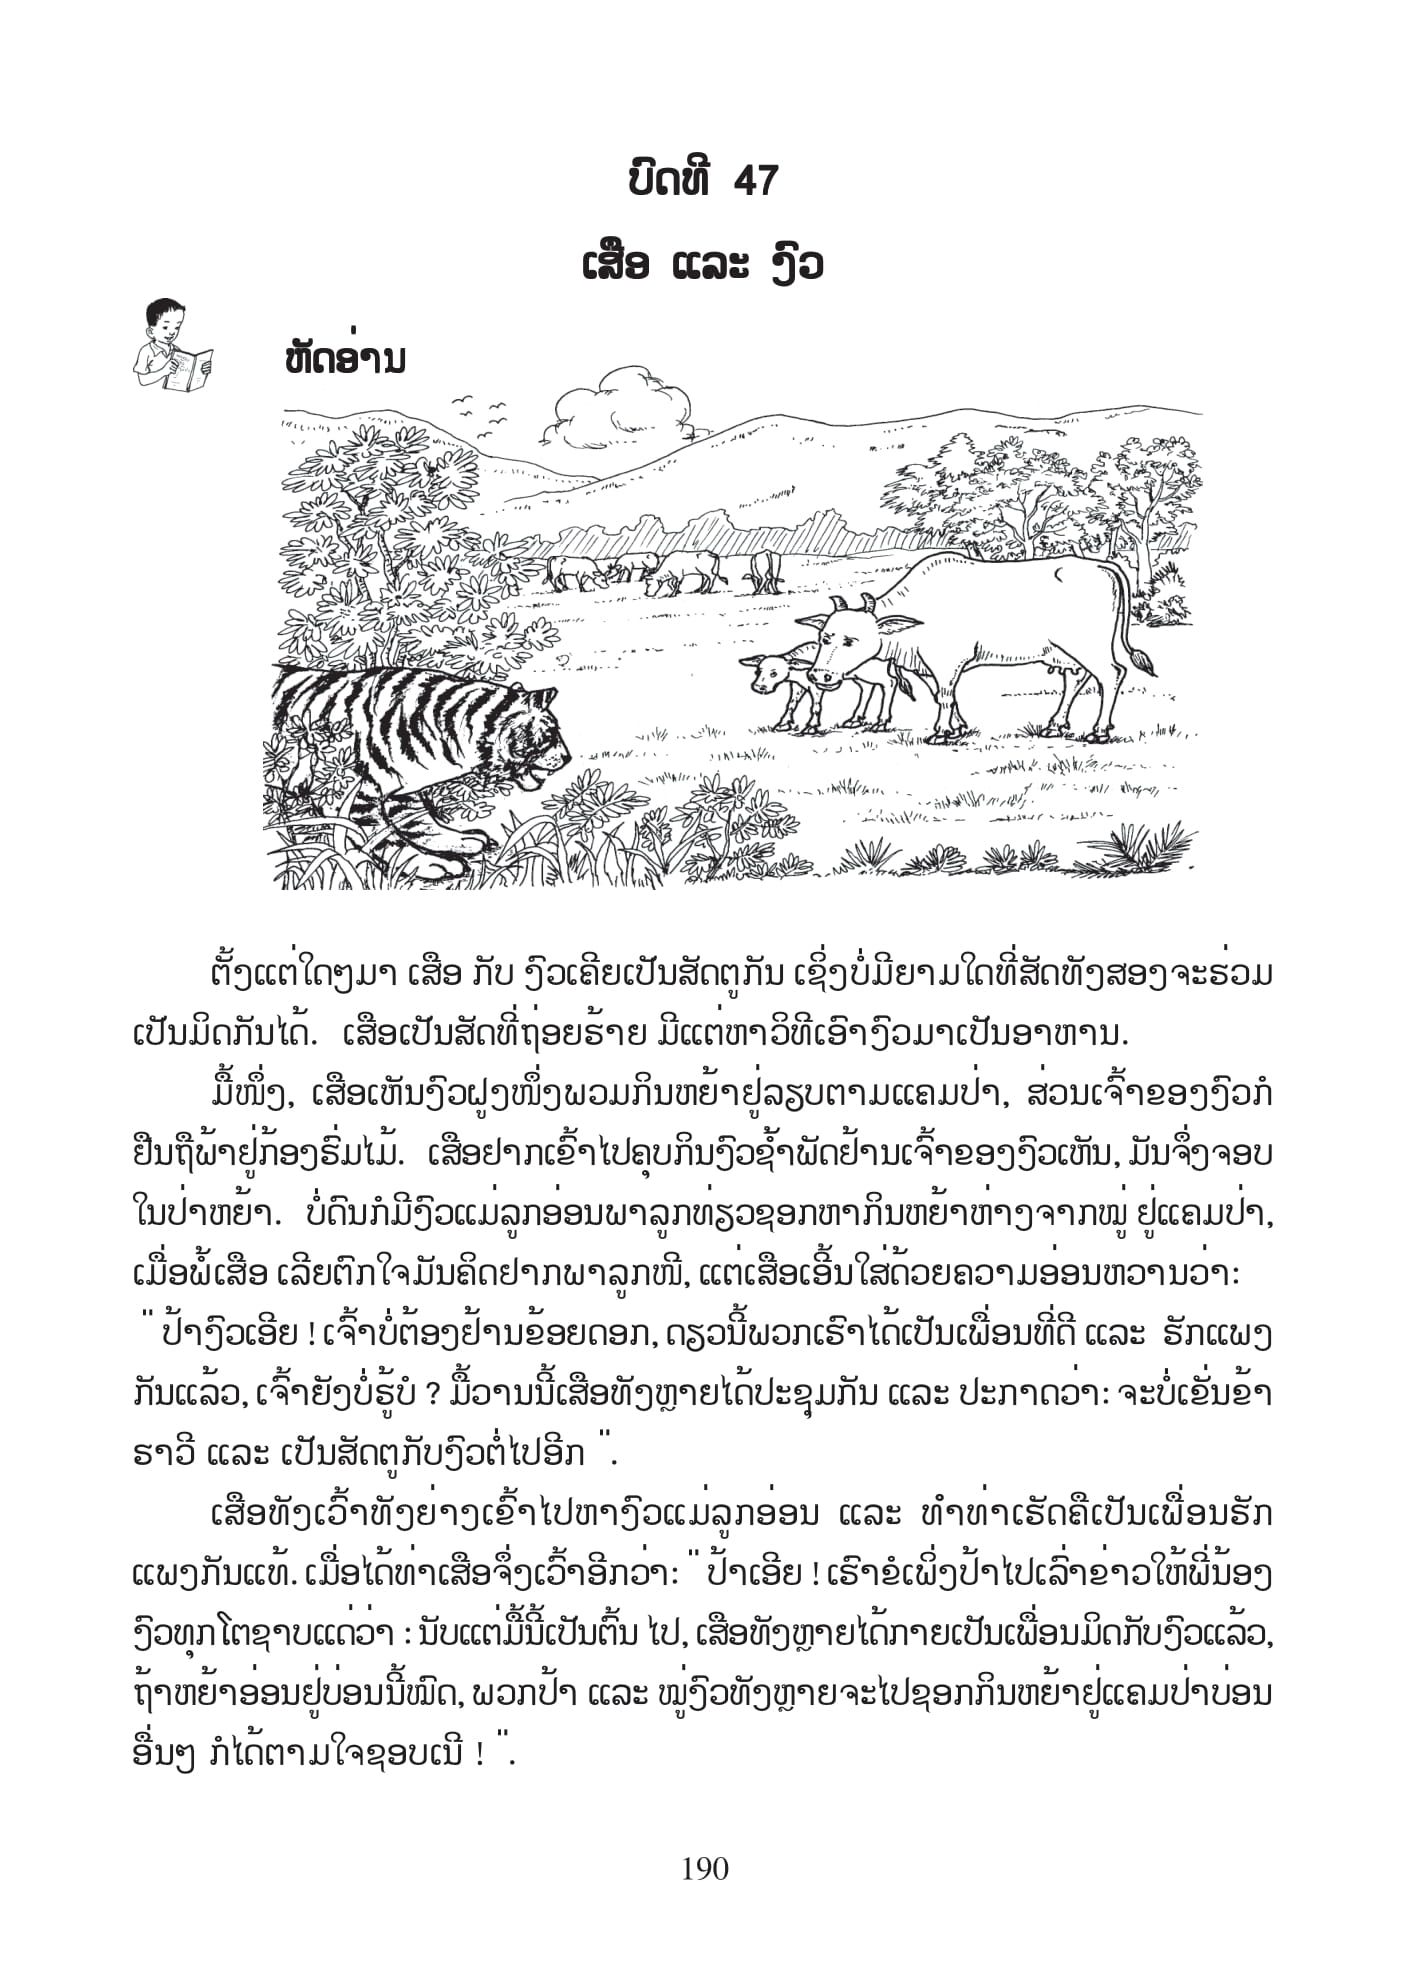 ບົດທີ 47
ເສືອ ແລະ ງົວ
ຫັດອ່ານ
ຕັ້ງແຕ່ໃດໆມາ ເສືອ ກັບ ງົວເຄີຍເປັນສັດຕູກັນ ເຊິ່ງບໍ່ມີຍາມໃດທີ່ສັດທັງສອງຈະຮ່ວມ
ເປັນມິດກັນໄດ້. ເສືອເປັນສັດທີ່ຖ່ອຍຮ້າຍ ມີແຕ່ຫາວິທີເອົາງົວມາເປັນອາຫານ.
ມື້ໜຶ່ງ, ເສືອເຫັນງົວຝູງໜຶ່ງພວມກິນຫຍ້າຢູ່ລຽບຕາມແຄມປ່າ, ສ່ວນເຈົ້າຂອງງົວກໍ
ຢືນຖືພ້າຢູ່ກ້ອງຮົ່ມໄມ້. ເສືອຢາກເຂົ້າໄປຄຸບກິນງົວຊໍ້າພັດຢ້ານເຈົ້າຂອງງົວເຫັນ, ມັນຈຶ່ງຈອບ
ໃນປ່າຫຍ້າ. ບໍ່ດົນກໍມີງົວແມ່ລູກອ່ອນພາລູກທ່ຽວຊອກຫາກິນຫຍ້າຫ່າງຈາກໝູ່ ຢູ່ແຄມປ່າ,
ເມື່ອພໍ້ເສືອ ເລີຍຕົກໃຈມັນຄິດຢາກພາລູກໜີ, ແຕ່ເສືອເອີ້ນໃສ່ດ້ວຍຄວາມອ່ອນຫວານວ່າ:
" ປ້າງົວເອີຍ ! ເຈົ້າບໍ່ຕ້ອງຢ້ານຂ້ອຍດອກ, ດຽວນີ້ພວກເຮົາໄດ້ເປັນເພື່ອນທີ່ດີ ແລະ ຮັກແພງ
ກັນແລ້ວ, ເຈົ້າຍັງບໍ່ຮູ້ບໍ ? ມື້ວານນີ້ເສືອທັງຫຼາຍໄດ້ປະຊຸມກັນ ແລະ ປະກາດວ່າ: ຈະບໍ່ເຂັ່ນຂ້າ
ຮາວີ ແລະ ເປັນສັດຕູກັບງົວຕໍ່ໄປອີກ ".
ເສືອທັງເວົ້າທັງຍ່າງເຂົ້າໄປຫາງົວແມ່ລູກອ່ອນ ແລະ ທຳທ່າເຮັດຄືເປັນເພື່ອນຮັກ
ແພງກັນແທ້. ເມື່ອໄດ້ທ່າເສືອຈຶ່ງເວົ້າອີກວ່າ: " ປ້າເອີຍ ! ເຮົາຂໍເພິ່ງປ້າໄປເລົ່າຂ່າວໃຫ້ພີ່ນ້ອງ
ງົວທຸກໂຕຊາບແດ່ວ່າ : ນັບແຕ່ມື້ນີ້ເປັນຕົ້ນ ໄປ, ເສືອທັງຫຼາຍໄດ້ກາຍເປັນເພື່ອນມິດກັບງົວແລ້ວ,
ຖ້າຫຍ້າອ່ອນຢູ່ບ່ອນນີ້ໝົດ, ພວກປ້າ ແລະ ໝູ່ງົວທັງຫຼາຍຈະໄປຊອກກິນຫຍ້າຢູ່ແຄມປ່າບ່ອນ
ອື່ນໆ ກໍໄດ້ຕາມໃຈຊອບເນີ ! ".
190